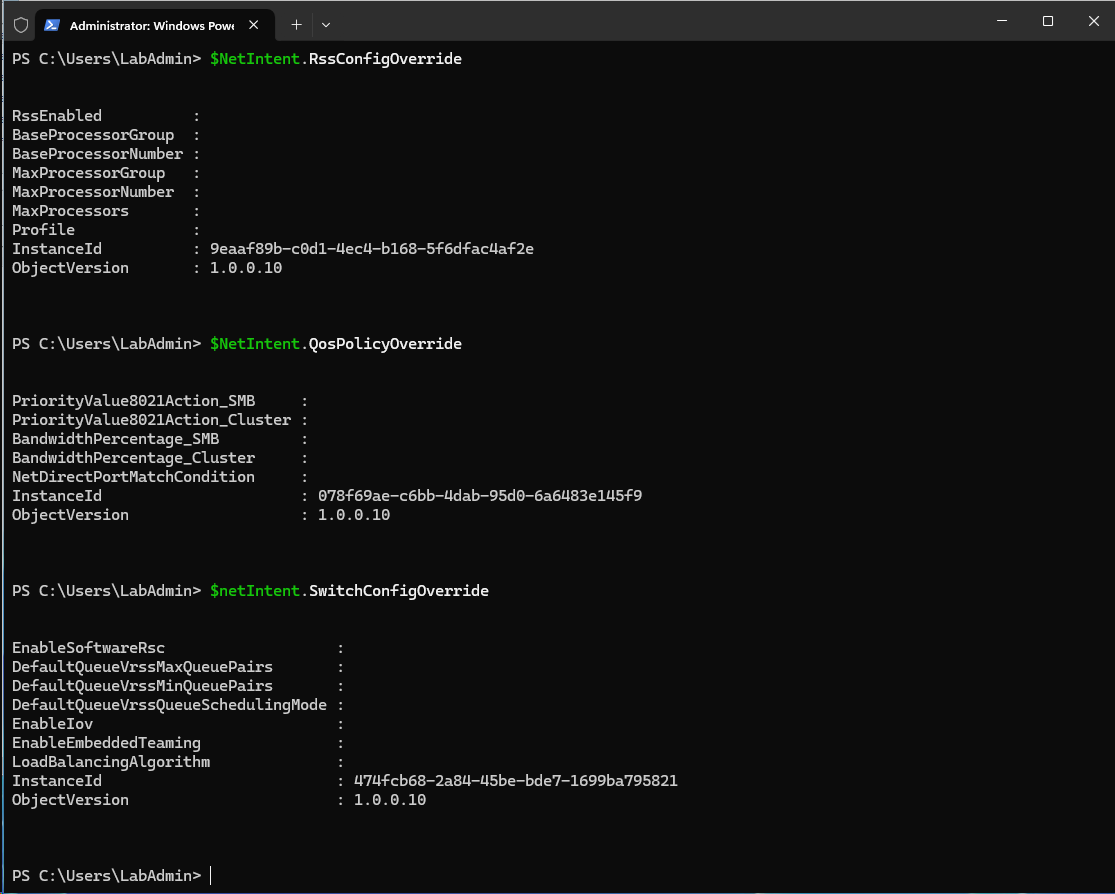 Administrator: Windows Powe
PS C:\Users\LabAdmin> $NetIntent.RssConfigOverride
RssEnabled :
BaseProcessorGroup :
BaseProcessorNumber :
MaxProcessorGroup :
MaxProcessorNumber :
MaxProcessors :
Profile :
InstanceId : 9eaaf89b-c0d1-4ec4-b168-5f6dfac4af2e
ObjectVersion : 1.0.0.10
PS C:\Users\LabAdmin> $NetIntent.QosPolicyOverride
PriorityValue8021Action_SMB :
PriorityValue8021Action_Cluster :
BandwidthPercentage_SMB :
BandwidthPercentage_Cluster :
NetDirectPortMatchCondition :
InstanceId : 078f69ae-c6bb-4dab-95d0-6a6483e145f9
ObjectVersion : 1.0.0.10
PS C:\Users\LabAdmin> $netIntent.SwitchConfigOverride
EnableSoftwareRsc :
DefaultQueueVrssMaxQueuePairs :
DefaultQueueVrssMinQueuePairs :
DefaultQueueVrssQueueSchedulingMode :
EnableIov :
EnableEmbeddedTeaming :
LoadBalancingAlgorithm :
InstanceId : 474fcb68-2a84-45be-bde7-1699ba795821
ObjectVersion : 1.0.0.10
PS C:\Users\LabAdmin>